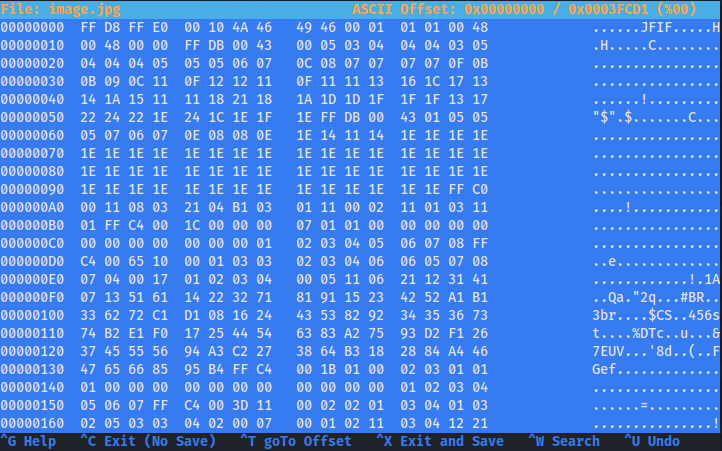 File: image.jpg ASCII Offset: 0x00000000 / 0x0003FCD1 (%00)
00000000 FF D8 FF E0 00 10 4A 46 49 46 00 01 01 01 00 48 ......JFIF.....H
00000010 00 48 00 00 FF DB 00 43 00 05 03 04 04 04 03 05 .H.....C........
00000020 04 04 04 05 05 05 06 07 0C 08 07 07 07 07 0F 0B ................
00000030 0B 09 0C 11 0F 12 12 11 0F 11 11 13 16 1C 17 13 ................
00000040 14 1A 15 11 11 18 21 18 1A 1D 1D 1F 1F 1F 13 17 ......!.........
00000050 22 24 22 1E 24 1C 1E 1F 1E FF DB 00 43 01 05 05 "$".$.......C...
00000060 05 07 06 07 0E 08 08 0E 1E 14 11 14 1E 1E 1E 1E ................
00000070 1E 1E 1E 1E 1E 1E 1E 1E 1E 1E 1E 1E 1E 1E 1E 1E ................
00000080 1E 1E 1E 1E 1E 1E 1E 1E 1E 1E 1E 1E 1E 1E 1E 1E ................
00000090 1E 1E 1E 1E 1E 1E 1E 1E 1E 1E 1E 1E 1E 1E FF C0 ................
000000A0 00 11 08 03 21 04 B1 03 01 11 00 02 11 01 03 11 ....!...........
000000B0 01 FF C4 00 1C 00 00 00 07 01 01 00 00 00 00 00 ................
000000C0 00 00 00 00 00 00 00 01 02 03 04 05 06 07 08 FF ................
000000D0 C4 00 65 10 00 01 03 03 02 03 04 06 06 05 07 08 ..e.............
000000E0 07 04 00 17 01 02 03 04 00 05 11 06 21 12 31 41 ............!.1A
000000F0 07 13 51 61 14 22 32 71 81 91 15 23 42 52 A1 B1 ..Qa."2q...#BR..
00000100 33 62 72 C1 D1 08 16 24 43 53 82 92 34 35 36 73 3br....$CS..456s
00000110 74 B2 E1 F0 17 25 44 54 63 83 A2 75 93 D2 F1 26 t....%DTc..u...&
00000120 37 45 55 56 94 A3 C2 27 38 64 B3 18 28 84 A4 46 7EUV...'8d..(..F
00000130 47 65 66 85 95 B4 FF C4 00 1B 01 00 02 03 01 01 Gef.............
00000140 01 00 00 00 00 00 00 00 00 00 00 00 01 02 03 04 ................
00000150 05 06 07 FF C4 00 3D 11 00 02 02 01 03 04 01 03 ......=.........
00000160 02 05 03 03 04 02 00 07 00 01 02 11 03 04 12 21 ...............!
^G Help ^C Exit (No Save) ^T goTo Offset ^X Exit and Save ^W Search ^U Undo